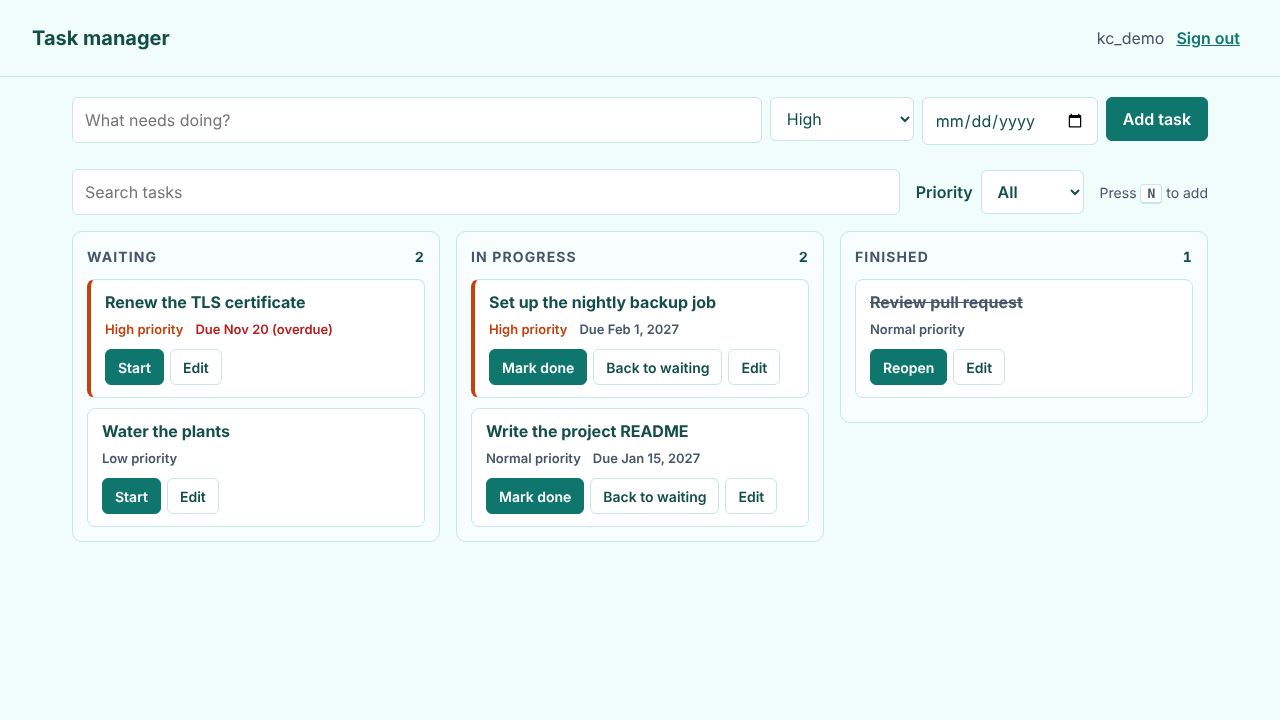 Task manager
kc_demo Sign out
What needs doing? High mm/dd/yyyy Add task
Search tasks Priority All Press N to add
WAITING 2
Renew the TLS certificate
High priority Due Nov 20 (overdue)
Start Edit
Water the plants
Low priority
Start Edit
IN PROGRESS 2
Set up the nightly backup job
High priority Due Feb 1, 2027
Mark done Back to waiting Edit
Write the project README
Normal priority Due Jan 15, 2027
Mark done Back to waiting Edit
FINISHED 1
Review pull request
Normal priority
Reopen Edit